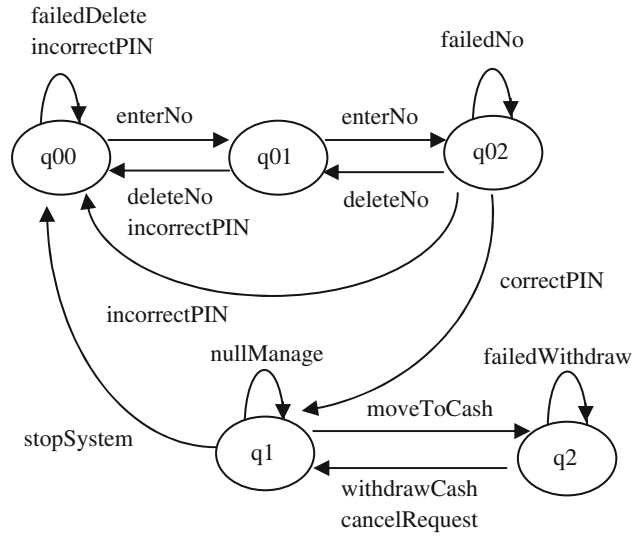 failedDelete
incorrectPIN
failedNo
enterNo
enterNo
q00
q01
q02
deleteNo
incorrectPIN
deleteNo
correctPIN
incorrectPIN
nullManage
failedWithdraw
moveToCash
stopSystem
q1
q2
withdrawCash
cancelRequest